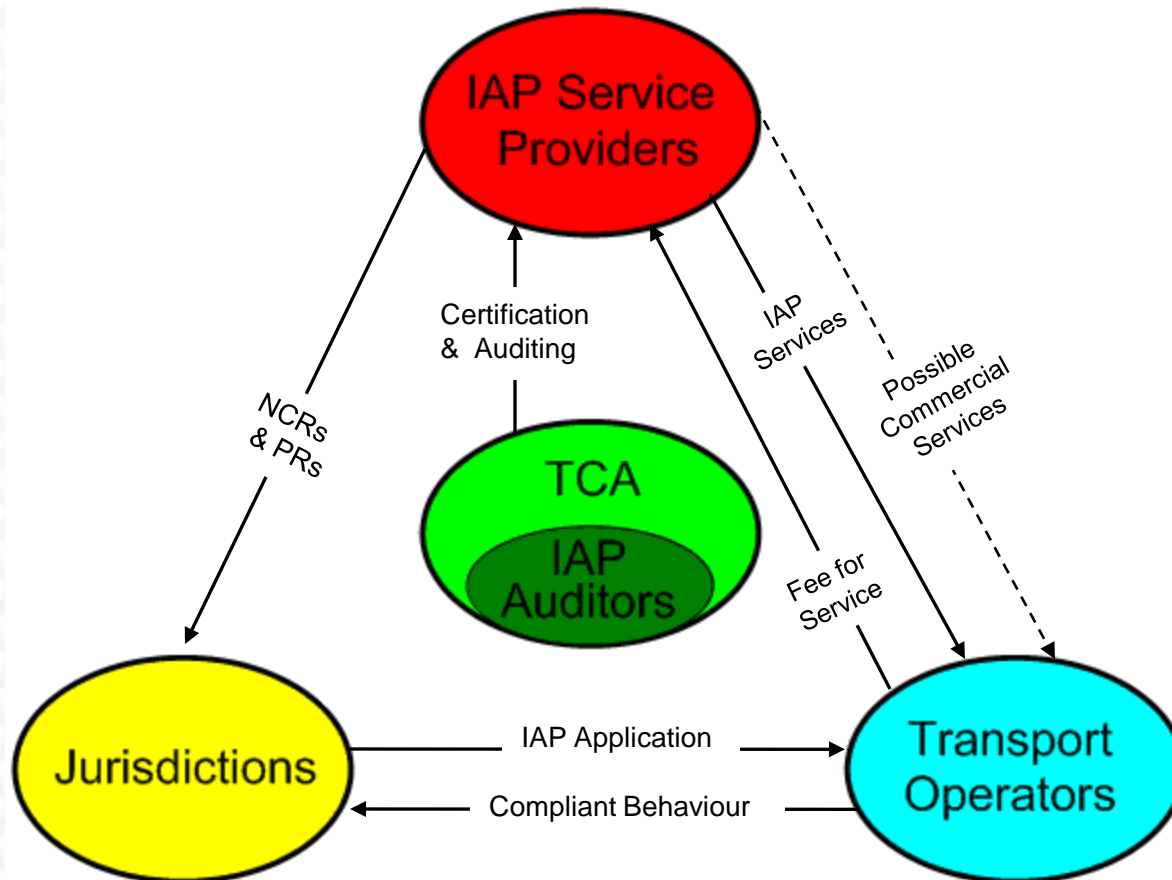 IAP Service
Providers
Certification
& Auditing
IAP
Services
Possible
Commercial
Services
NCRs
& PRs
TCA
IAP
Auditors
Fee for
Service
Jurisdictions
IAP Application
Compliant Behaviour
Transport
Operators